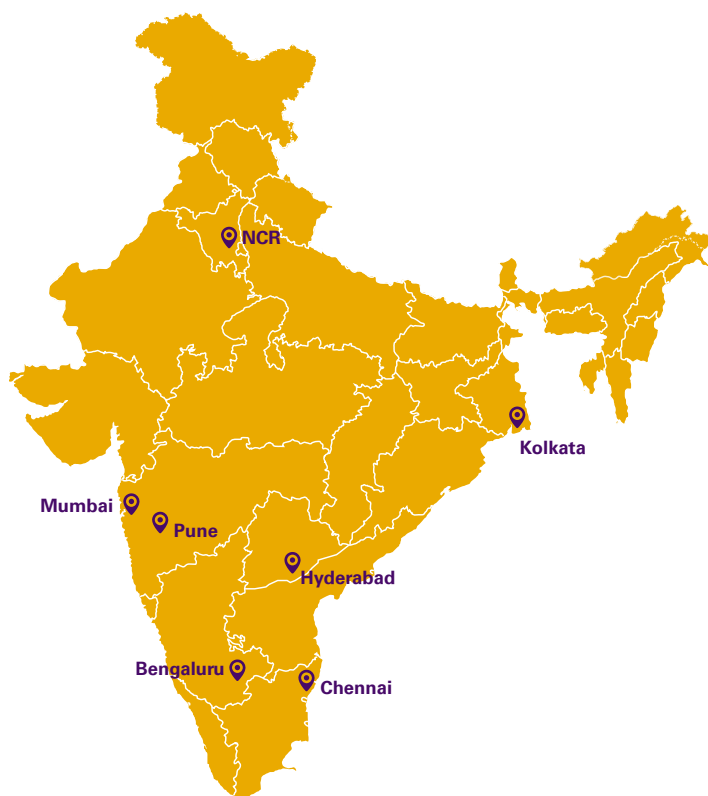 NCR
Kolkata
Mumbai
Pune
Hyderabad
Bengaluru
Chennai